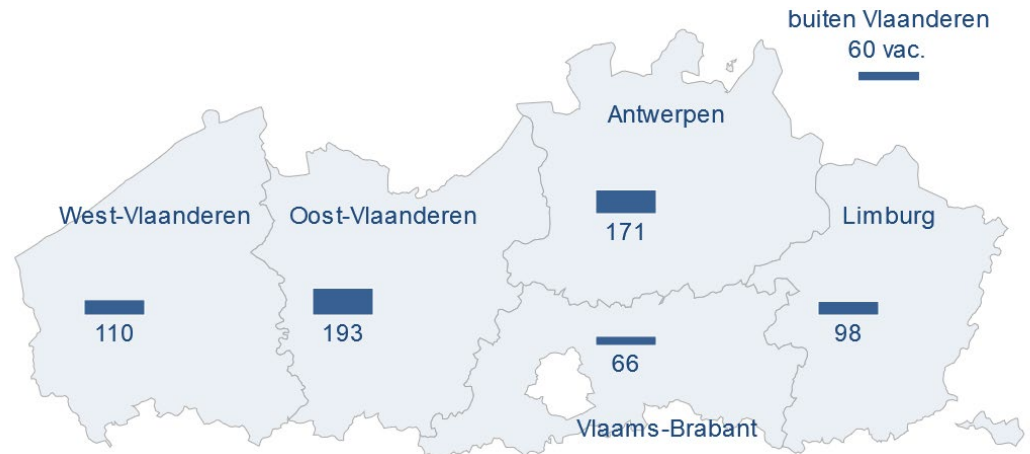 buiten Vlaanderen
60 vac.
Antwerpen
171
West-Vlaanderen
110
Oost-Vlaanderen
193
Limburg
98
66
Vlaams-Brabant